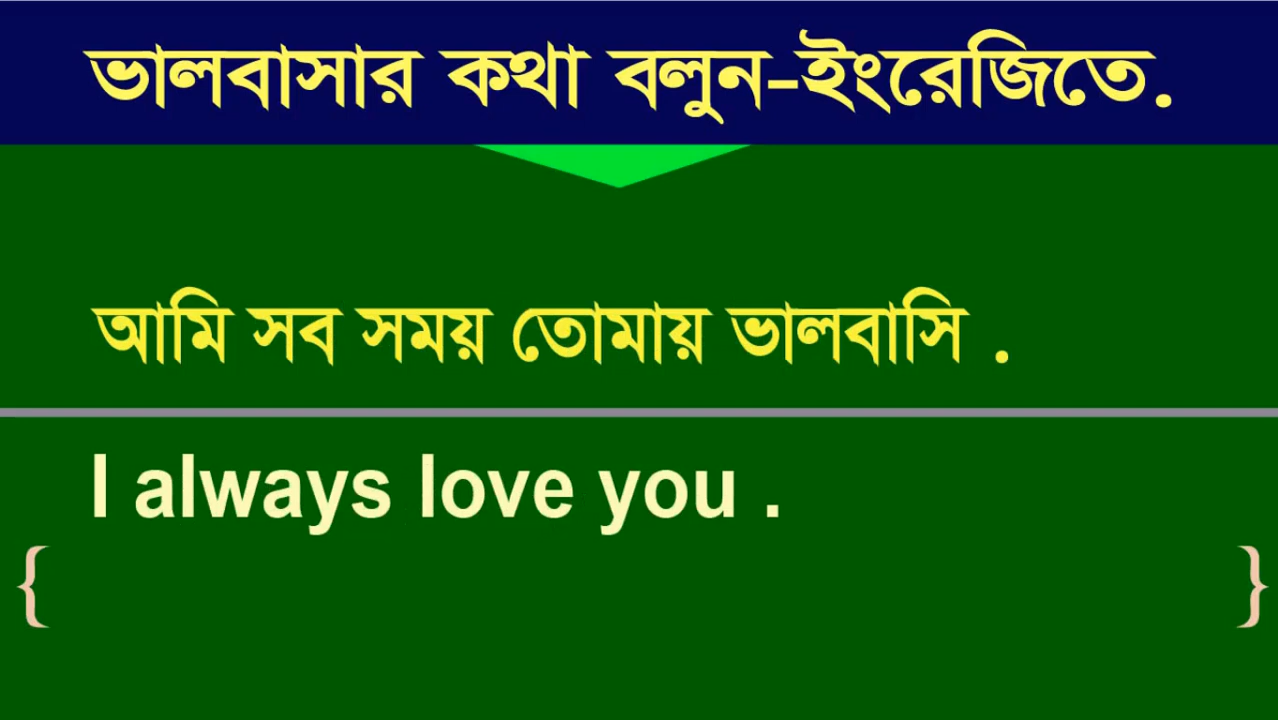 ভালবাসার কথা বলুন-ইংরেজিতে.
আমি সব সময় তোমায় ভালবাসি .
I always love you .
{ }